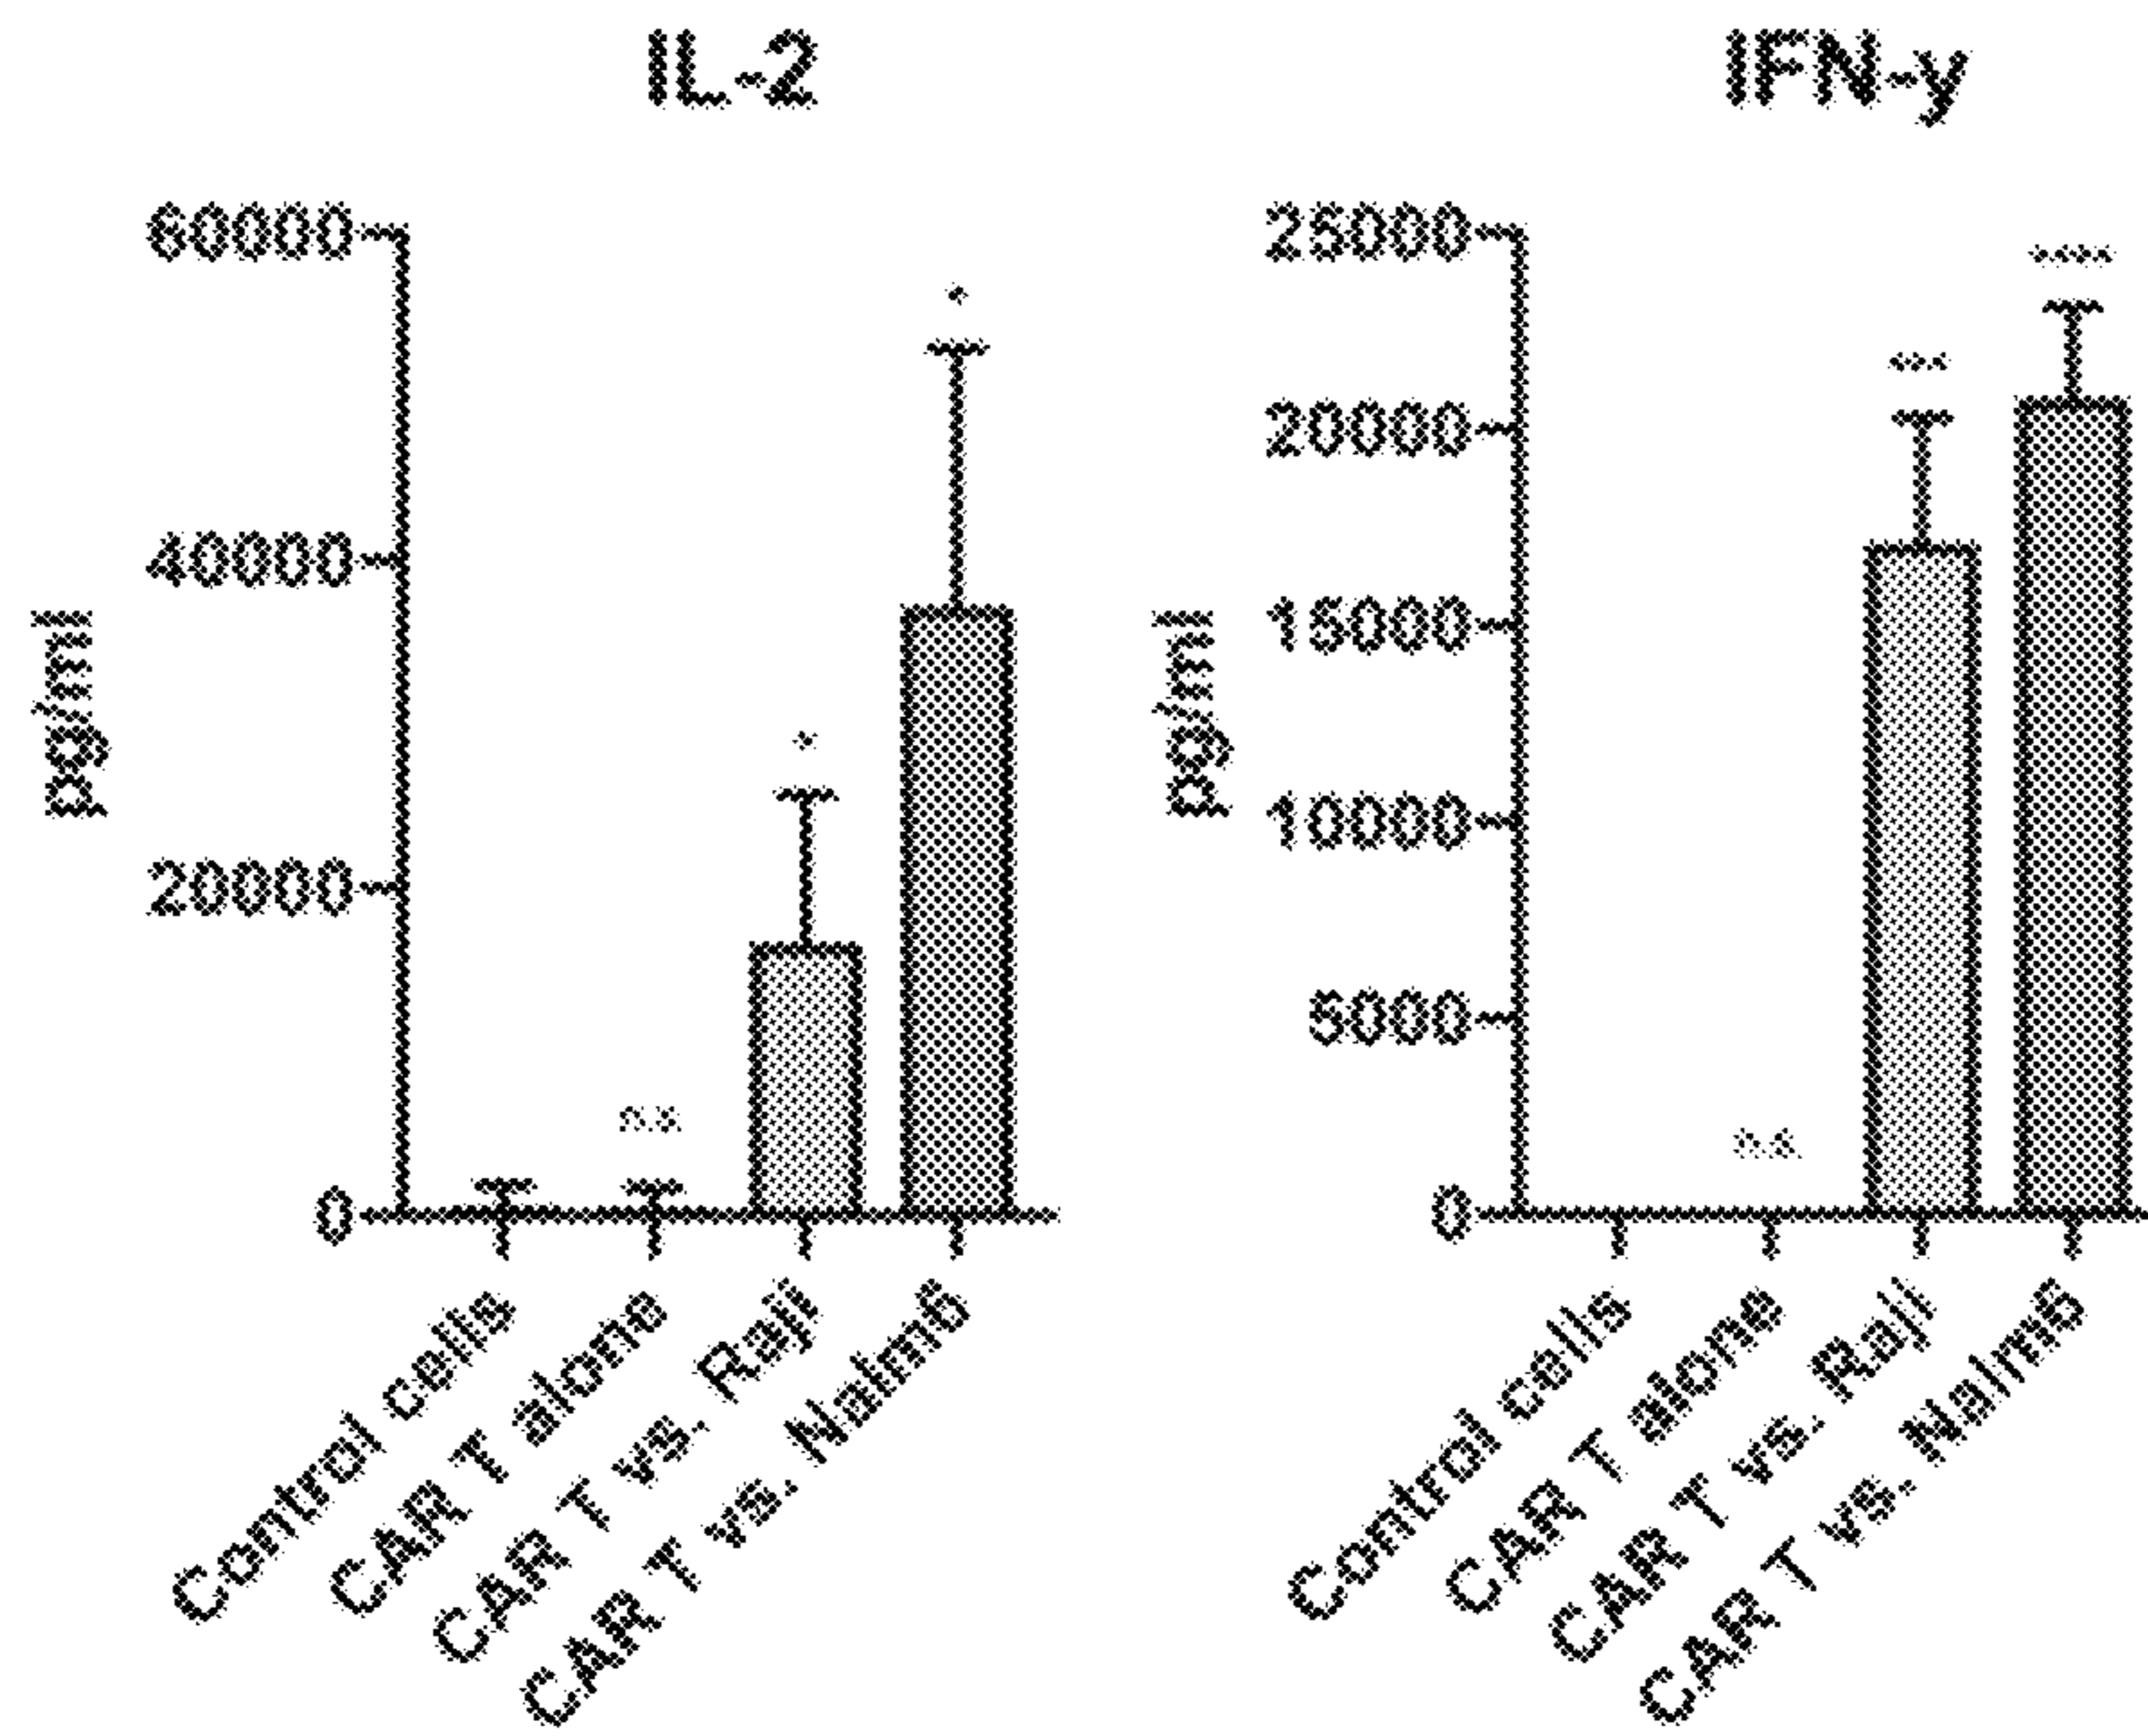 IL-2
pg/ml
60000
40000
20000
0
*
*
n.s
Control cells
CAR T alone
CAR T vs. Raji
CAR T vs. Nalm6
IFN-y
pg/ml
25000
20000
15000
10000
5000
0
Control cells
CAR T alone
CAR T vs. Raji
CAR T vs. Nalm6